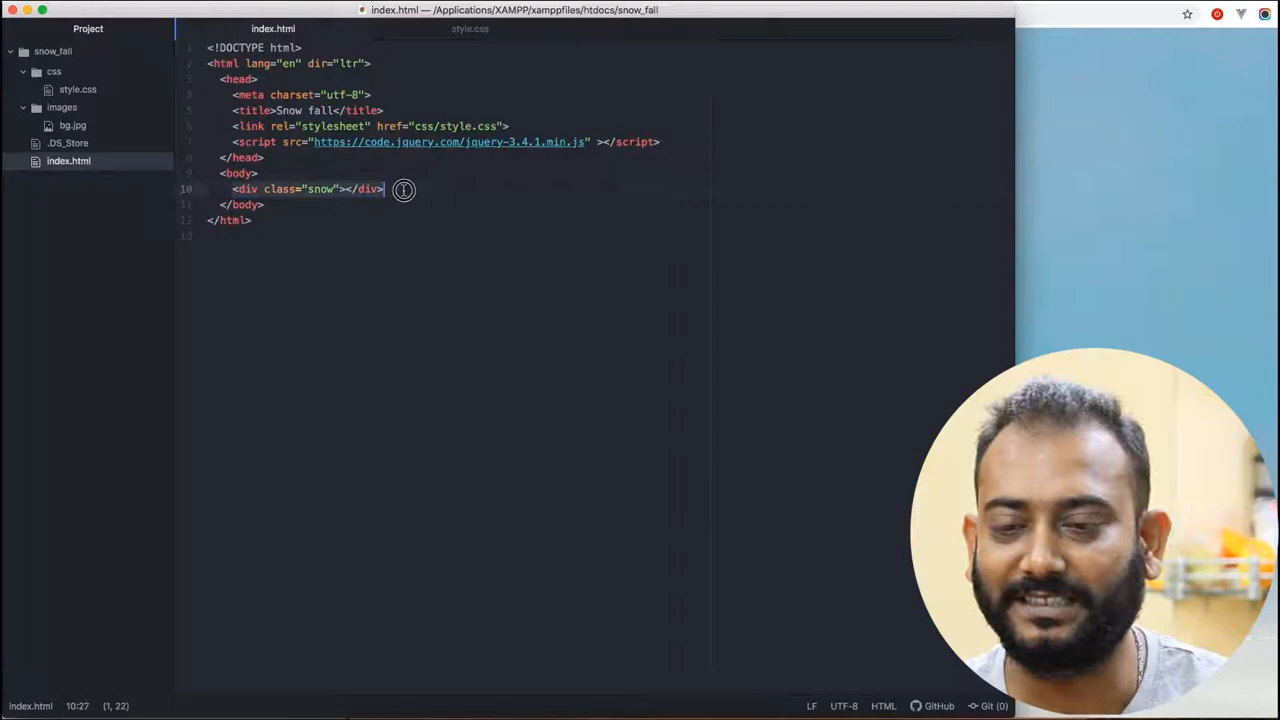 index.html — /Applications/XAMPP/xamppfiles/htdocs/snow_fall
Project
index.html
style.css
snow_fall
css
style.css
images
bg.jpg
.DS_Store
index.html
1 <!DOCTYPE html>
2 <html lang="en" dir="ltr">
3 <head>
4 <meta charset="utf-8">
5 <title>Snow fall</title>
6 <link rel="stylesheet" href="css/style.css">
7 <script src="https://code.jquery.com/jquery-3.4.1.min.js" ></script>
8 </head>
9 <body>
10 <div class="snow"></div>
11 </body>
12 </html>
13
index.html 10:27 (1, 22) LF UTF-8 HTML GitHub Git (0)